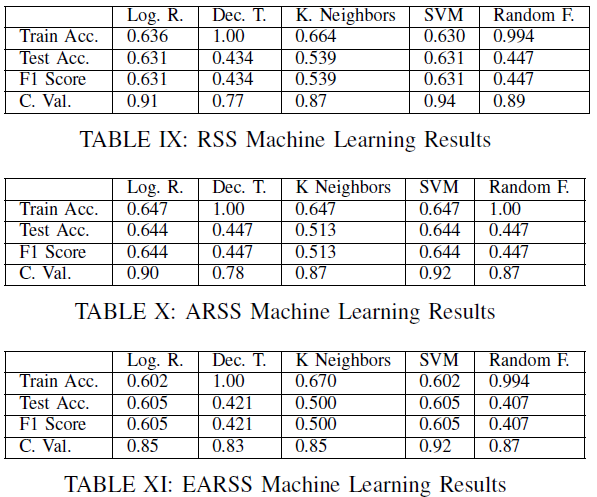 Log. R. Dec. T. K. Neighbors SVM Random F.
Train Acc. 0.636 1.00 0.664 0.630 0.994
Test Acc. 0.631 0.434 0.539 0.631 0.447
F1 Score 0.631 0.434 0.539 0.631 0.447
C. Val. 0.91 0.77 0.87 0.94 0.89
TABLE IX: RSS Machine Learning Results
Log. R. Dec. T. K Neighbors SVM Random F.
Train Acc. 0.647 1.00 0.647 0.647 1.00
Test Acc. 0.644 0.447 0.513 0.644 0.447
F1 Score 0.644 0.447 0.513 0.644 0.447
C. Val. 0.90 0.78 0.87 0.92 0.87
TABLE X: ARSS Machine Learning Results
Log. R. Dec. T. K Neighbors SVM Random F.
Train Acc. 0.602 1.00 0.670 0.602 0.994
Test Acc. 0.605 0.421 0.500 0.605 0.407
F1 Score 0.605 0.421 0.500 0.605 0.407
C. Val. 0.85 0.83 0.85 0.92 0.87
TABLE XI: EARSS Machine Learning Results